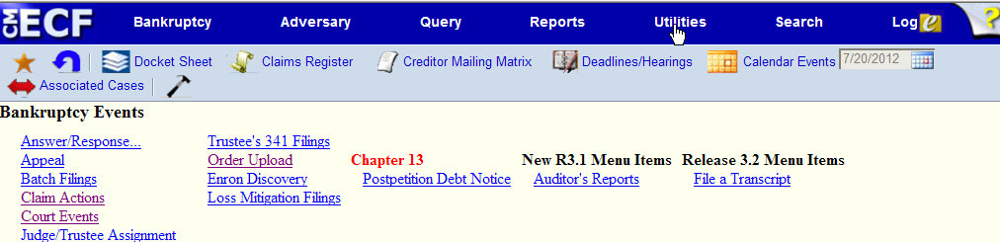 CM ECF Bankruptcy Adversary Query Reports Utilities Search Log e ?
Docket Sheet Claims Register Creditor Mailing Matrix Deadlines/Hearings Calendar Events 7/20/2012
Associated Cases
Bankruptcy Events
Answer/Response... Trustee's 341 Filings
Appeal Order Upload Chapter 13 New R3.1 Menu Items Release 3.2 Menu Items
Batch Filings Enron Discovery Postpetition Debt Notice Auditor's Reports File a Transcript
Claim Actions Loss Mitigation Filings
Court Events
Judge/Trustee Assignment